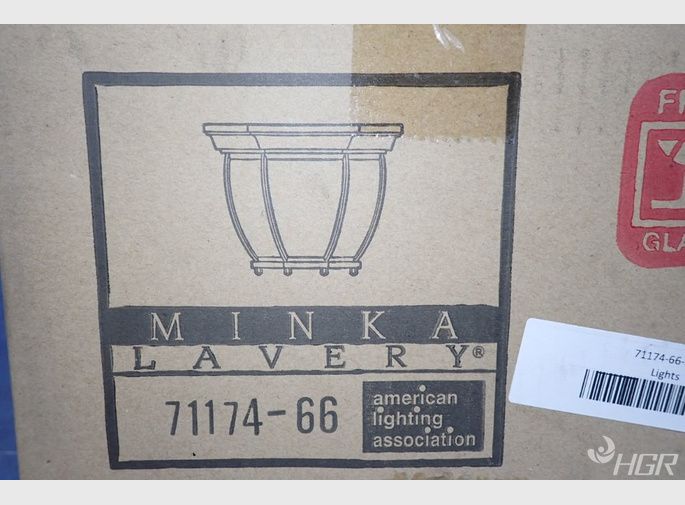 MINKA
LAVERY®
71174-66
american
lighting
association
71174-66-
Lights
HGR